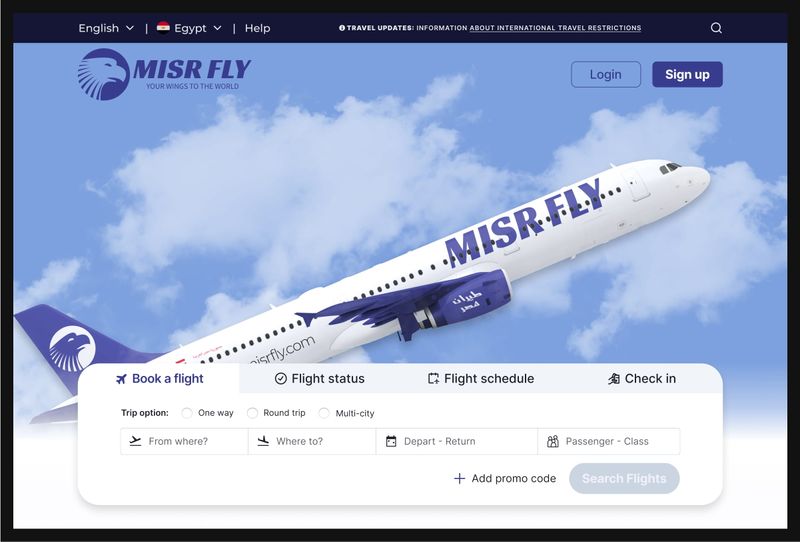 English | Egypt | Help
TRAVEL UPDATES: INFORMATION ABOUT INTERNATIONAL TRAVEL RESTRICTIONS
MISR FLY
YOUR WINGS TO THE WORLD
Login
Sign up
MISR FLY
طيران
مصر
misrfly.com
Book a flight
Flight status
Flight schedule
Check in
Trip option: One way Round trip Multi-city
From where?
Where to?
Depart - Return
Passenger - Class
+ Add promo code
Search Flights